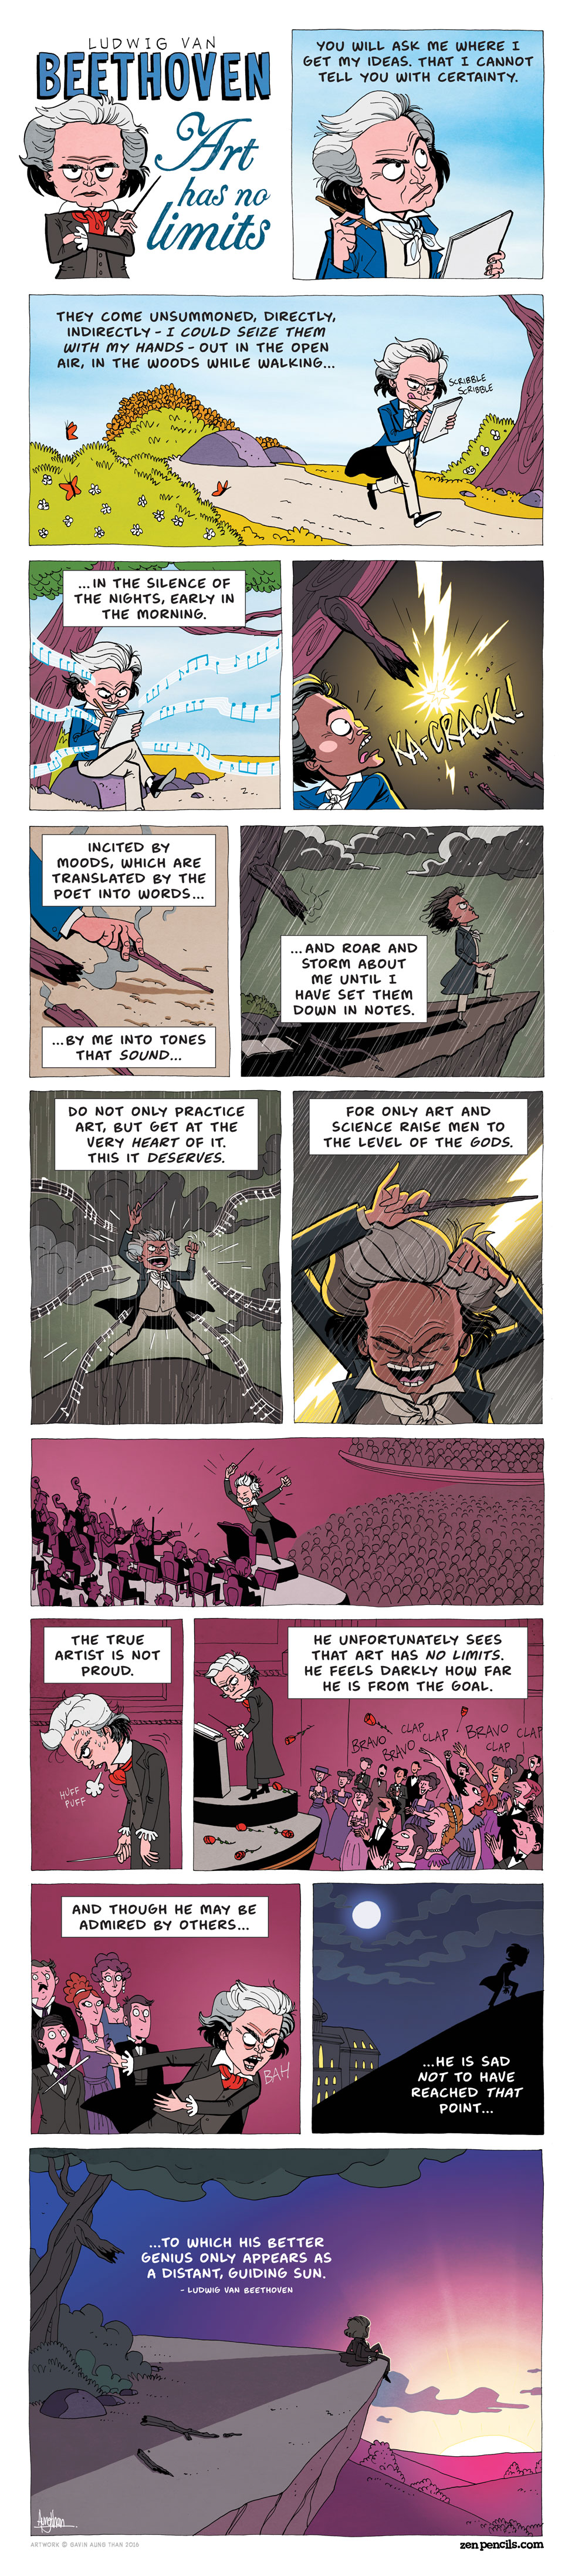 LUDWIG VAN
BEETHOVEN
Art
has no
limits
YOU WILL ASK ME WHERE I
GET MY IDEAS. THAT I CANNOT
TELL YOU WITH CERTAINTY.
THEY COME UNSUMMONED, DIRECTLY,
INDIRECTLY - I COULD SEIZE THEM
WITH MY HANDS - OUT IN THE OPEN
AIR, IN THE WOODS WHILE WALKING...
SCRIBBLE
SCRIBBLE
...IN THE SILENCE OF
THE NIGHTS, EARLY IN
THE MORNING.
KA-CRACK!
INCITED BY
MOODS, WHICH ARE
TRANSLATED BY THE
POET INTO WORDS...
...BY ME INTO TONES
THAT SOUND...
...AND ROAR AND
STORM ABOUT
ME UNTIL I
HAVE SET THEM
DOWN IN NOTES.
DO NOT ONLY PRACTICE
ART, BUT GET AT THE
VERY HEART OF IT.
THIS IT DESERVES.
FOR ONLY ART AND
SCIENCE RAISE MEN TO
THE LEVEL OF THE GODS.
THE TRUE
ARTIST IS NOT
PROUD.
HUFF
PUFF
HE UNFORTUNATELY SEES
THAT ART HAS NO LIMITS.
HE FEELS DARKLY HOW FAR
HE IS FROM THE GOAL.
BRAVO
BRAVO
CLAP
CLAP
BRAVO
CLAP
CLAP
AND THOUGH HE MAY BE
ADMIRED BY OTHERS...
BAH
...HE IS SAD
NOT TO HAVE
REACHED THAT
POINT...
...TO WHICH HIS BETTER
GENIUS ONLY APPEARS AS
A DISTANT, GUIDING SUN.
- LUDWIG VAN BEETHOVEN
AungThan
ARTWORK © GAVIN AUNG THAN 2016
zenpencils.com